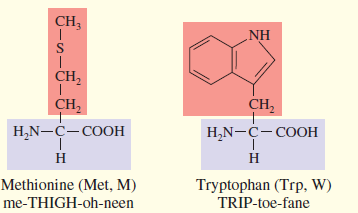 CH₃
S
CH₂
CH₂
H₂N—C—COOH
H
Methionine (Met, M)
me-THIGH-oh-neen
NH
CH₂
H₂N—C—COOH
H
Tryptophan (Trp, W)
TRIP-toe-fane